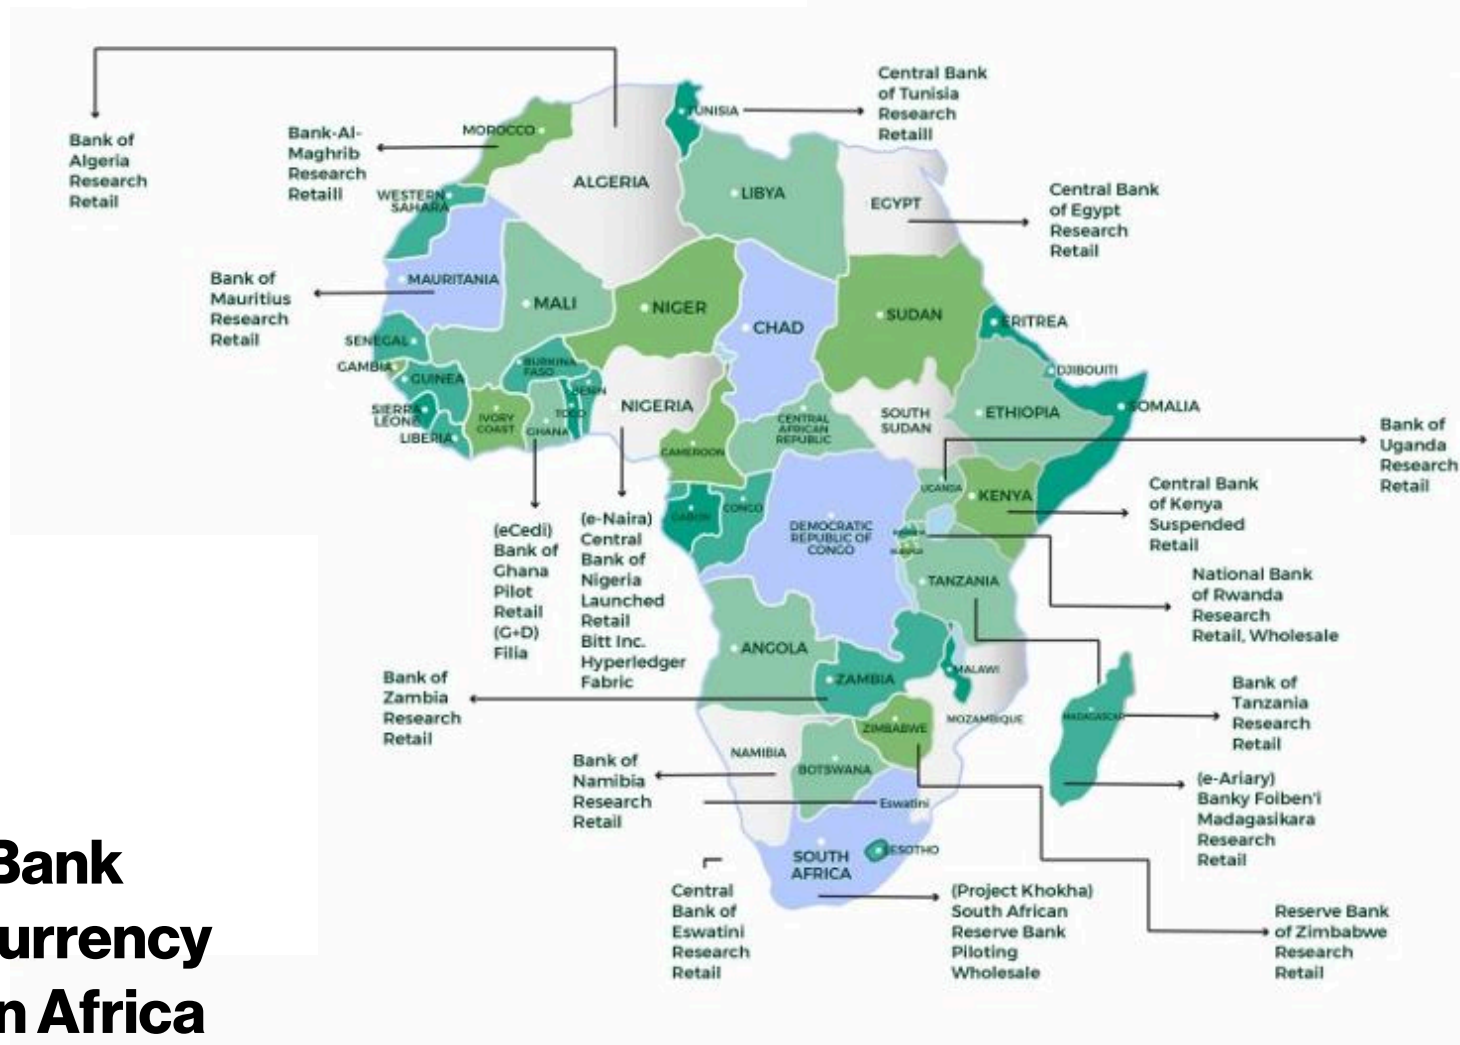 Central Bank
of Tunisia
Research
Retaill
Bank of
Algeria
Research
Retail
Bank-Al-
Maghrib
Research
Retaill
MOROCCO
TUNISIA
ALGERIA
LIBYA
EGYPT
WESTERN
SAHARA
Central Bank
of Egypt
Research
Retail
Bank of
Mauritius
Research
Retail
MAURITANIA
MALI
NIGER
CHAD
SUDAN
ERITREA
SENEGAL
GAMBIA
GUINEA
BURKINA
FASO
BENIN
TOGO
DJIBOUITI
SIERRA
LEONE
LIBERIA
IVORY
COAST
GHANA
NIGERIA
CAMEROON
CENTRAL
AFRICAN
REPUBLIC
SOUTH
SUDAN
ETHIOPIA
SOMALIA
Bank of
Uganda
Research
Retail
UGANDA
KENYA
Central Bank
of Kenya
Suspended
Retail
GABON
CONGO
DEMOCRATIC
REPUBLIC OF
CONGO
(eCedi)
Bank of
Ghana
Pilot
Retail
(G+D)
Filia
(e-Naira)
Central
Bank of
Nigeria
Launched
Retail
Bitt Inc.
Hyperledger
Fabric
TANZANIA
National Bank
of Rwanda
Research
Retail, Wholesale
ANGOLA
ZAMBIA
MALAWI
MOZAMBIQUE
MADAGASCAR
Bank of
Zambia
Research
Retail
Bank of
Tanzania
Research
Retail
NAMIBIA
ZIMBABWE
BOTSWANA
Bank of
Namibia
Research
Retail
Eswatini
(e-Ariary)
Banky Foiben'i
Madagasikara
Research
Retail
SOUTH
AFRICA
LESOTHO
Central
Bank of
Eswatini
Research
Retail
(Project Khokha)
South African
Reserve Bank
Piloting
Wholesale
Reserve Bank
of Zimbabwe
Research
Retail
Bank
urrency
n Africa